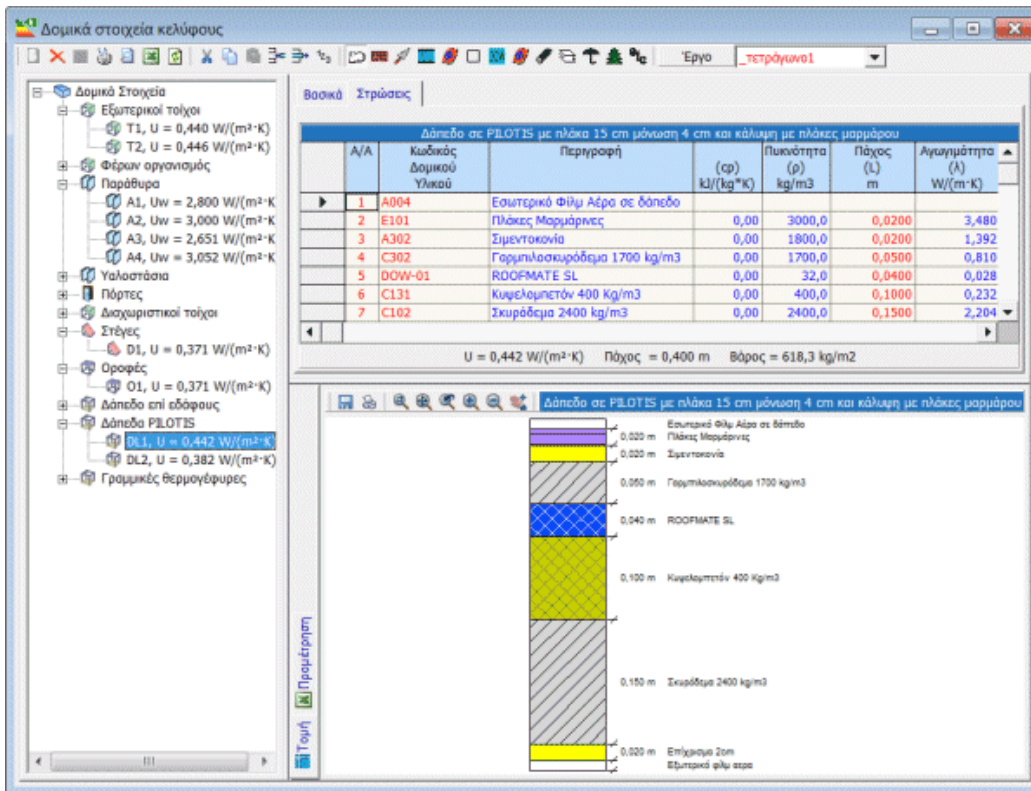 Δομικά στοιχεία κελύφους
Έργο _τετράγωνο1
Δομικά Στοιχεία
Εξωτερικοί τοίχοι
T1, U = 0,440 W/(m²·K)
T2, U = 0,446 W/(m²·K)
Φέρων οργανισμός
Παράθυρα
A1, Uw = 2,800 W/(m²·K
A2, Uw = 3,000 W/(m²·K
A3, Uw = 2,651 W/(m²·K
A4, Uw = 3,052 W/(m²·K
Υαλοστάσια
Πόρτες
Διαχωριστικοί τοίχοι
Στέγες
D1, U = 0,371 W/(m²·K)
Οροφές
O1, U = 0,371 W/(m²·K)
Δάπεδο επί εδάφους
Δάπεδα PILOTIS
DL1, U = 0,442 W/(m²·K)
DL2, U = 0,382 W/(m²·K)
Γραμμικές θερμογέφυρες
Βασικά Στρώσεις
Δάπεδο σε PILOTIS με πλάκα 15 cm μόνωση 4 cm και κάλυψη με πλάκες μαρμάρου
A/A Κωδικός Δομικού Υλικού Περιγραφή (cp) kJ/(kg*K) Πυκνότητα (ρ) kg/m3 Πάχος (L) m Αγωγιμότητα (λ) W/(m·K)
1 A004 Εσωτερικό Φιλμ Αέρα σε δάπεδο
2 E101 Πλάκες Μαρμάρινες 0,00 3000,0 0,0200 3,480
3 A302 Σιμεντοκονία 0,00 1800,0 0,0200 1,392
4 C302 Γαρμπιλοσκυρόδεμα 1700 kg/m3 0,00 1700,0 0,0500 0,810
5 DOW-01 ROOFMATE SL 0,00 32,0 0,0400 0,028
6 C131 Κυψελομπετόν 400 Kg/m3 0,00 400,0 0,1000 0,232
7 C102 Σκυρόδεμα 2400 kg/m3 0,00 2400,0 0,1500 2,204
U = 0,442 W/(m²·K) Πάχος = 0,400 m Βάρος = 618,3 kg/m2
Δάπεδο σε PILOTIS με πλάκα 15 cm μόνωση 4 cm και κάλυψη με πλάκες μαρμάρου
Εσωτερικό Φιλμ Αέρα σε δάπεδο
0,020 m Πλάκες Μαρμάρινες
0,020 m Σιμεντοκονία
0,050 m Γαρμπιλοσκυρόδεμα 1700 kg/m3
0,040 m ROOFMATE SL
0,100 m Κυψελομπετόν 400 Kg/m3
0,150 m Σκυρόδεμα 2400 kg/m3
0,020 m Επίχρισμα 2cm
Εξωτερικό φιλμ αερα
Προμέτρηση
Τομή